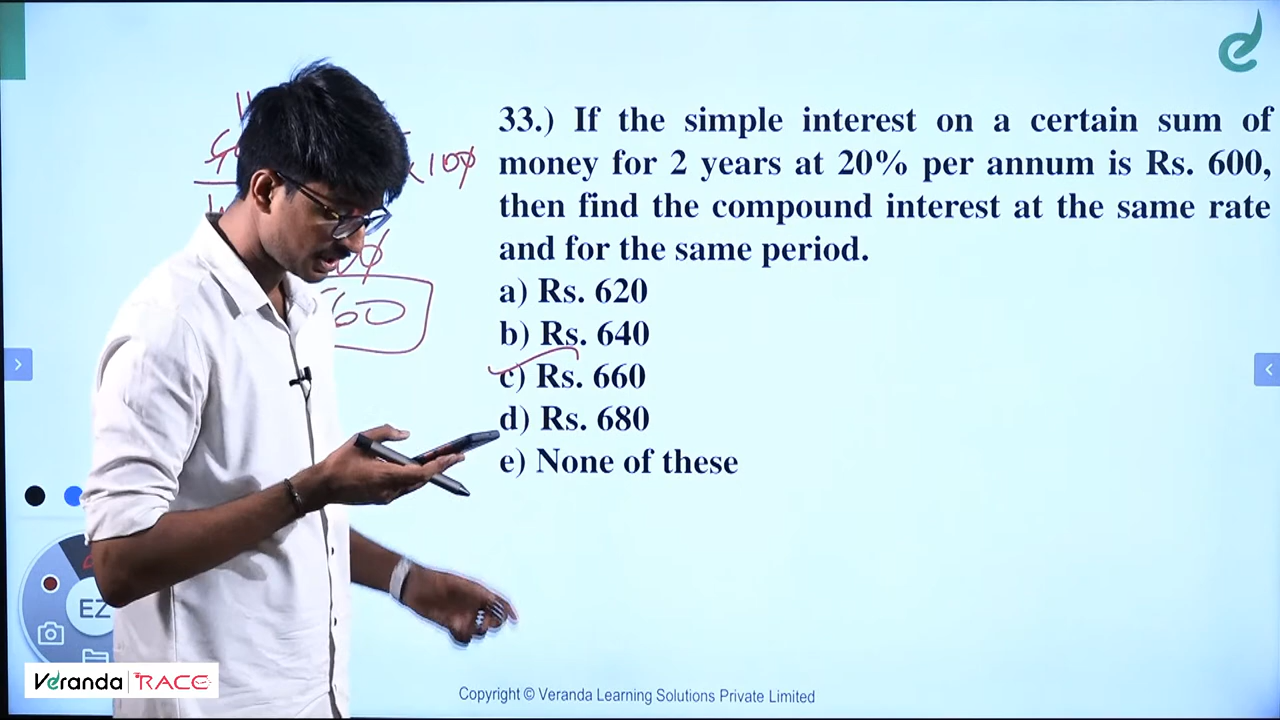 33.) If the simple interest on a certain sum of
money for 2 years at 20% per annum is Rs. 600,
then find the compound interest at the same rate
and for the same period.
a) Rs. 620
b) Rs. 640
c) Rs. 660
d) Rs. 680
e) None of these
EZ
Veranda RACE
Copyright © Veranda Learning Solutions Private Limited